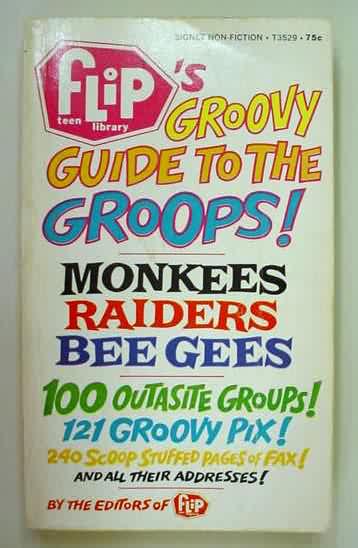 SIGNET NON-FICTION • T3529 • 75c
FLiP
teen library
's
GROOVY
GUIDE TO THE
GROOPS!
MONKEES
RAIDERS
BEE GEES
100 OUTASITE GROUPS!
121 GROOVY PIX!
240 SCOOP STUFFED PAGES OF FAX!
AND ALL THEIR ADDRESSES!
BY THE EDITORS OF FLiP